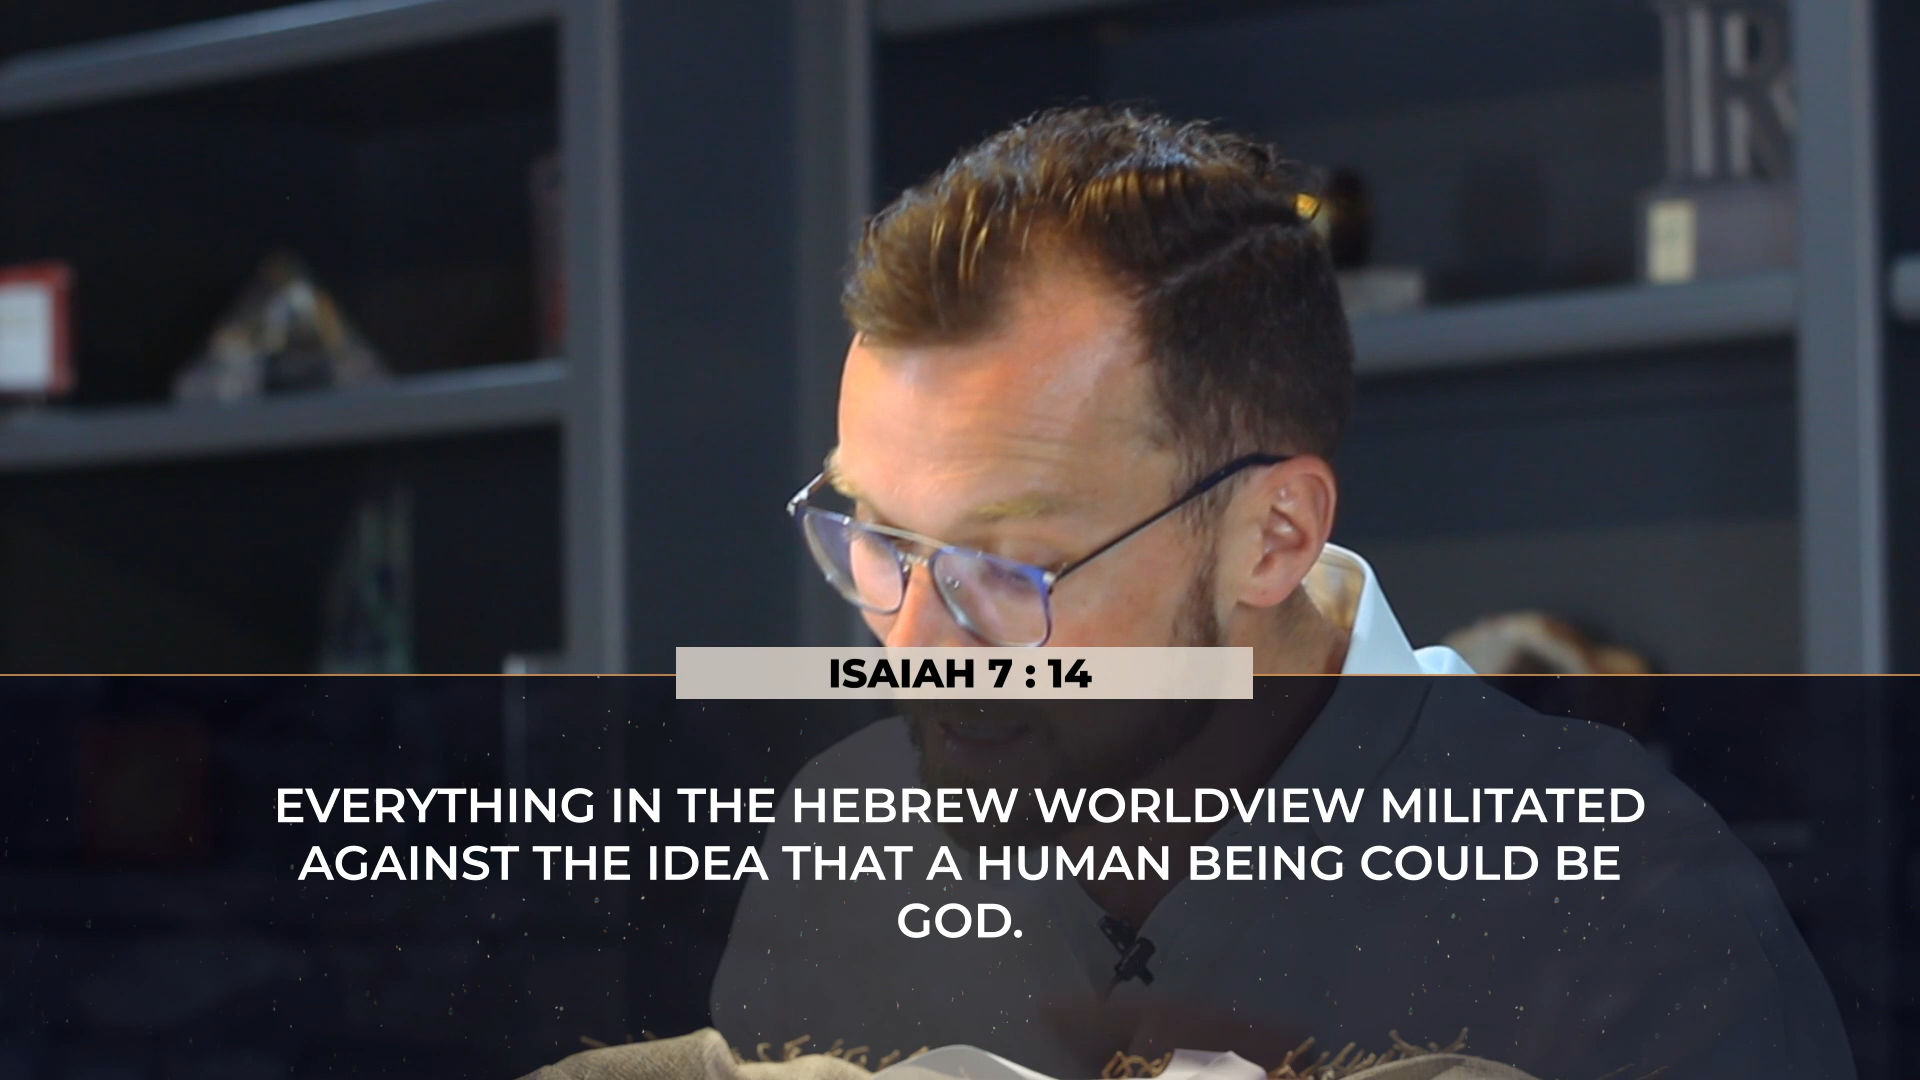 ISAIAH 7 : 14
EVERYTHING IN THE HEBREW WORLDVIEW MILITATED
AGAINST THE IDEA THAT A HUMAN BEING COULD BE
GOD.